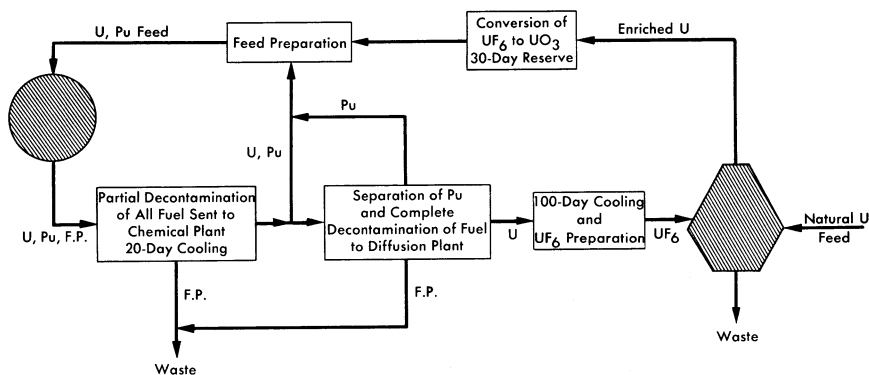 U, Pu Feed
Feed Preparation
Conversion of
UF6 to UO3
30-Day Reserve
Enriched U
Pu
U, Pu
Partial Decontamination
of All Fuel Sent to
Chemical Plant
20-Day Cooling
Separation of Pu
and Complete
Decontamination of Fuel
to Diffusion Plant
100-Day Cooling
and
UF6 Preparation
Natural U
Feed
U, Pu, F.P.
U
UF6
F.P.
F.P.
Waste
Waste